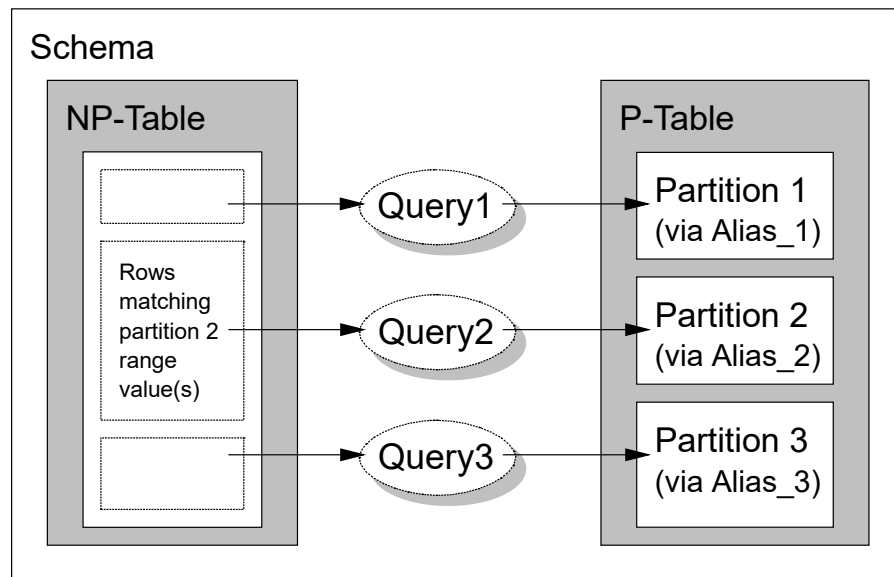 Schema
NP-Table
P-Table
Rows
matching
partition 2
range
value(s)
Query1
Query2
Query3
Partition 1
(via Alias_1)
Partition 2
(via Alias_2)
Partition 3
(via Alias_3)